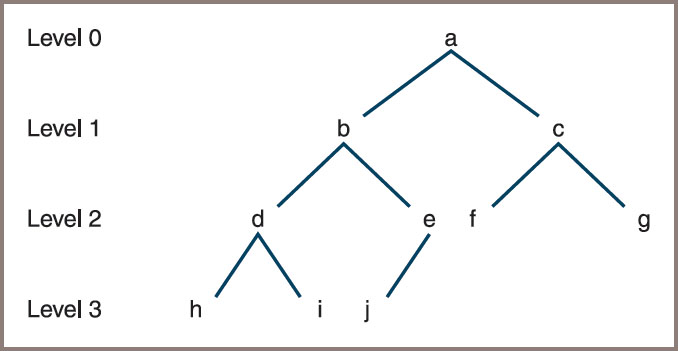 Level 0 a
Level 1 b c
Level 2 d e f g
Level 3 h i j